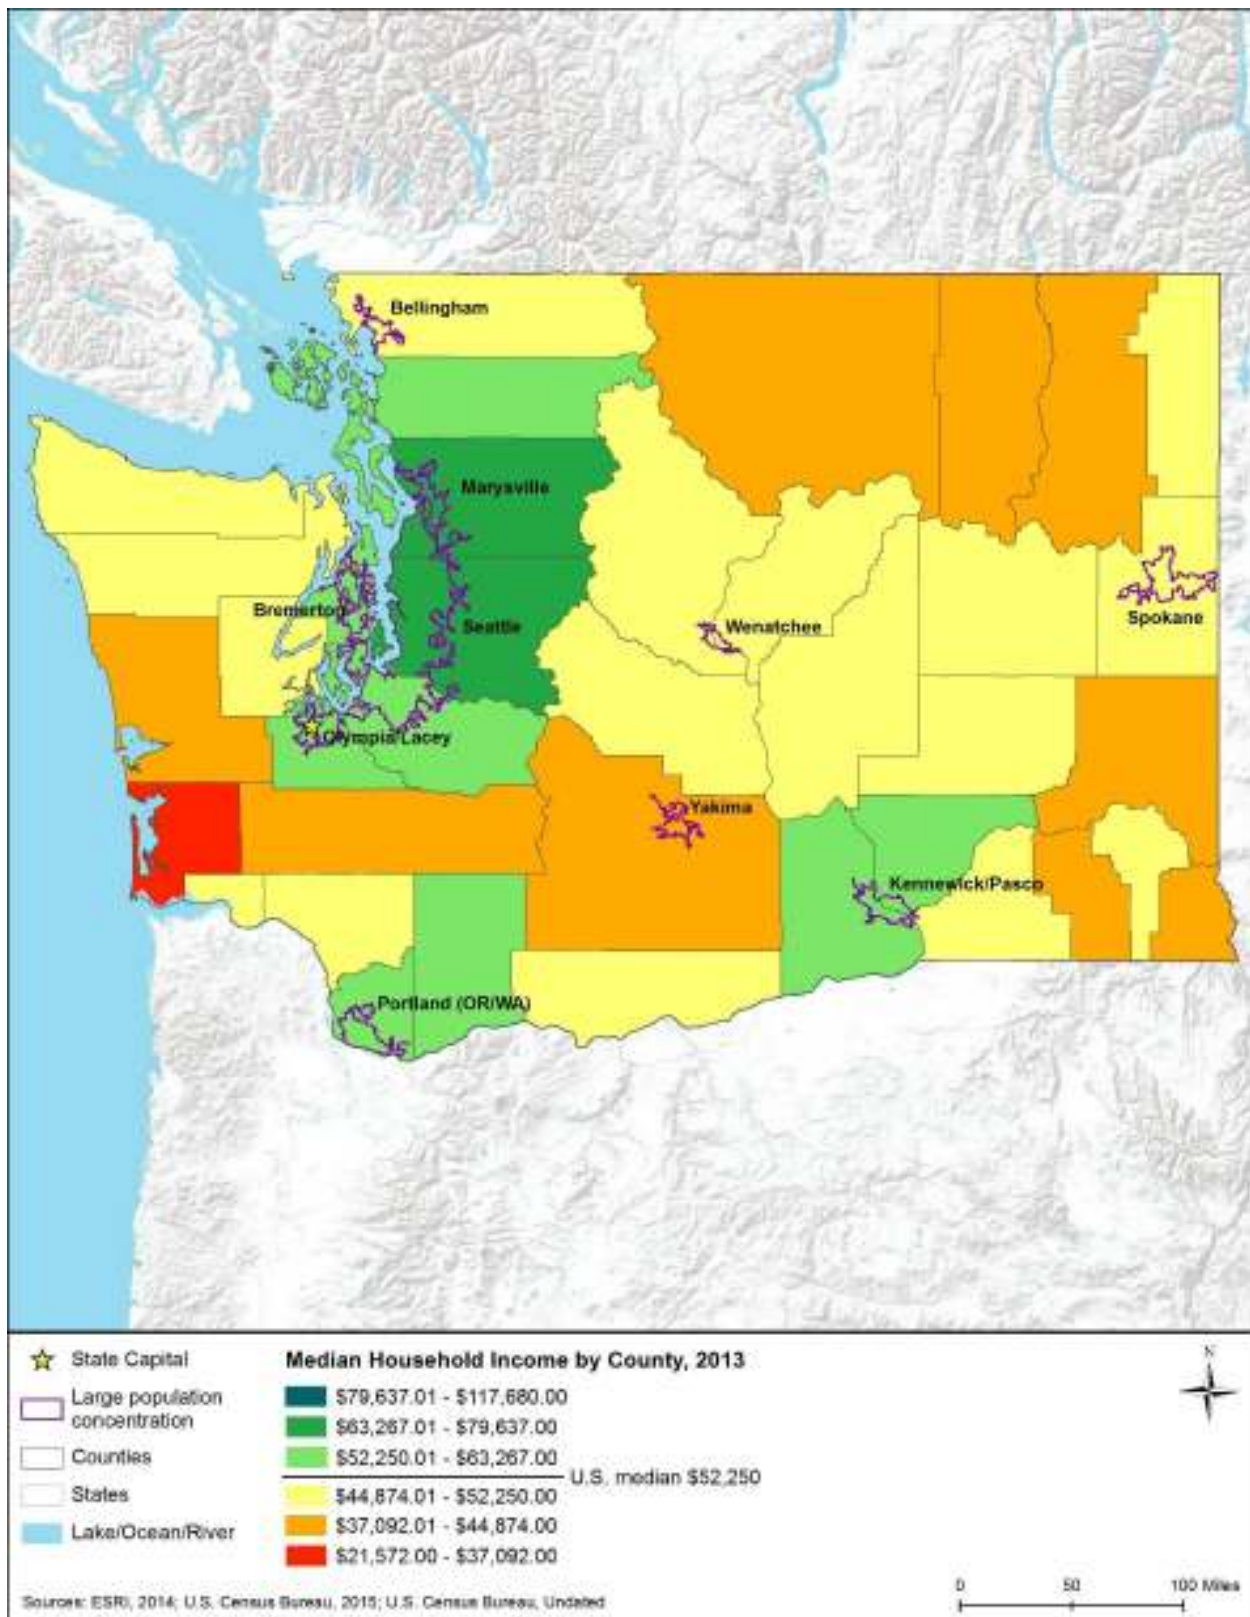 Bellingham
Marysville
Bremerton
Seattle
Wenatchee
Spokane
Olympia/Lacey
Yakima
Kennewick/Pasco
Portland (OR/WA)
State Capital
Large population
concentration
Counties
States
Lake/Ocean/River
Median Household Income by County, 2013
$79,637.01 - $117,680.00
$63,267.01 - $79,637.00
$52,250.01 - $63,267.00
U.S. median $52,250
$44,874.01 - $52,250.00
$37,092.01 - $44,874.00
$21,572.00 - $37,092.00
N
0 50 100 Miles
Sources: ESRI, 2014; U.S. Census Bureau, 2015; U.S. Census Bureau, Undated